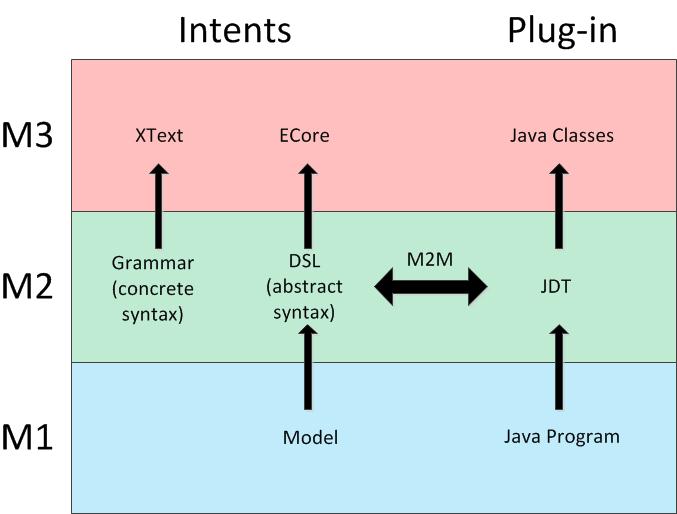 Intents
Plug-in
M3
XText
ECore
Java Classes
M2
Grammar
(concrete
syntax)
DSL
(abstract
syntax)
M2M
JDT
M1
Model
Java Program